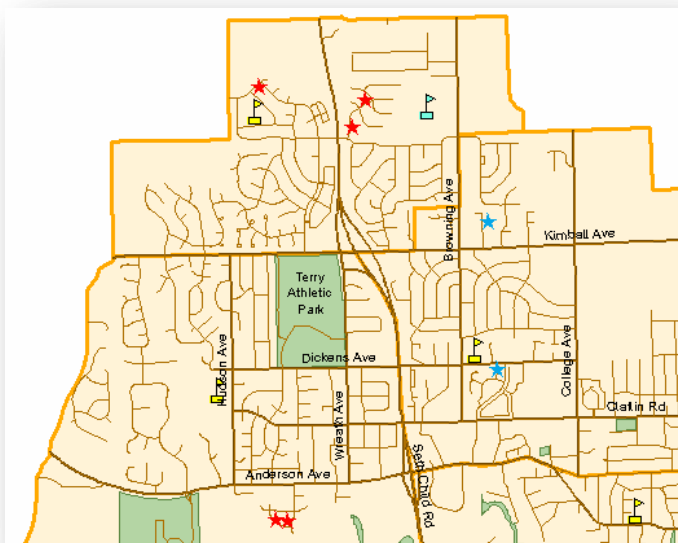 Browning Ave
Kimball Ave
Terry
Athletic
Park
Hudson Ave
Dickens Ave
College Ave
Wreath Ave
Claflin Rd
Seth Child Rd
Anderson Ave